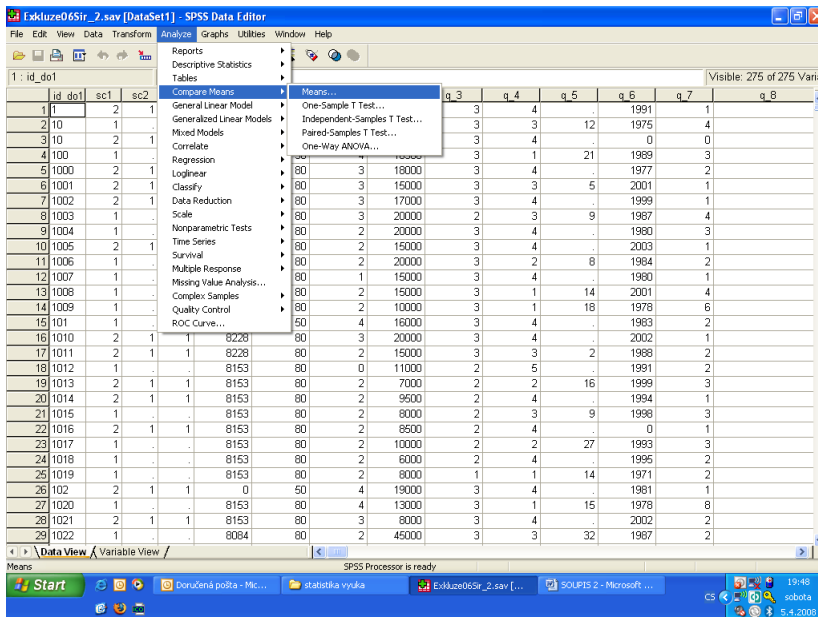 Exkluze06Sir_2.sav [DataSet1] - SPSS Data Editor
File Edit View Data Transform Analyze Graphs Utilities Window Help
1 : id_do1 Visible: 275 of 275 Vari
Reports
Descriptive Statistics
Tables
Compare Means
General Linear Model
Generalized Linear Models
Mixed Models
Correlate
Regression
Loglinear
Classify
Data Reduction
Scale
Nonparametric Tests
Time Series
Survival
Multiple Response
Missing Value Analysis...
Complex Samples
Quality Control
ROC Curve...
Means...
One-Sample T Test...
Independent-Samples T Test...
Paired-Samples T Test...
One-Way ANOVA...
id_do1 sc1 sc2 q_3 q_4 q_5 q_6 q_7 q_8
1 1 2 1 3 4 . 1991 1
2 10 1 . 3 3 12 1975 4
3 10 2 1 3 4 . 0 0
4 100 1 . 3 1 21 1989 3
5 1000 2 1 80 3 18000 3 4 . 1977 2
6 1001 2 1 80 3 15000 3 3 5 2001 1
7 1002 2 1 80 3 17000 3 4 . 1999 1
8 1003 1 . 80 3 20000 2 3 9 1987 4
9 1004 1 . 80 2 20000 3 4 . 1980 3
10 1005 2 1 80 2 15000 3 4 . 2003 1
11 1006 1 . 80 2 20000 3 2 8 1984 2
12 1007 1 . 80 1 15000 3 4 . 1980 1
13 1008 1 . 80 2 15000 3 1 14 2001 4
14 1009 1 . 80 2 10000 3 1 18 1978 6
15 101 1 . 50 4 16000 3 4 . 1983 2
16 1010 2 1 1 8228 80 3 20000 3 4 . 2002 1
17 1011 2 1 1 8228 80 2 15000 3 3 2 1988 2
18 1012 1 . . 8153 80 0 11000 2 5 . 1991 2
19 1013 2 1 1 8153 80 2 7000 2 2 16 1999 3
20 1014 2 1 1 8153 80 2 9500 2 4 . 1994 1
21 1015 1 . . 8153 80 2 8000 2 3 9 1998 3
22 1016 2 1 1 8153 80 2 8500 2 4 . 0 1
23 1017 1 . . 8153 80 2 10000 2 2 27 1993 3
24 1018 1 . . 8153 80 2 6000 2 4 . 1995 2
25 1019 1 . . 8153 80 2 8000 1 1 14 1971 2
26 102 2 1 1 0 50 4 19000 3 4 . 1981 1
27 1020 1 . . 8153 80 4 13000 3 1 15 1978 8
28 1021 2 1 1 8153 80 3 8000 3 4 . 2002 2
29 1022 1 . . 8084 80 2 45000 3 3 32 1987 2
Data View Variable View
Means SPSS Processor is ready
Start Doručená pošta - Mic... statistika vyuka Exkluze06Sir_2.sav [... SOUPIS 2 - Microsoft ... 19:48
CS sobota
5.4.2008